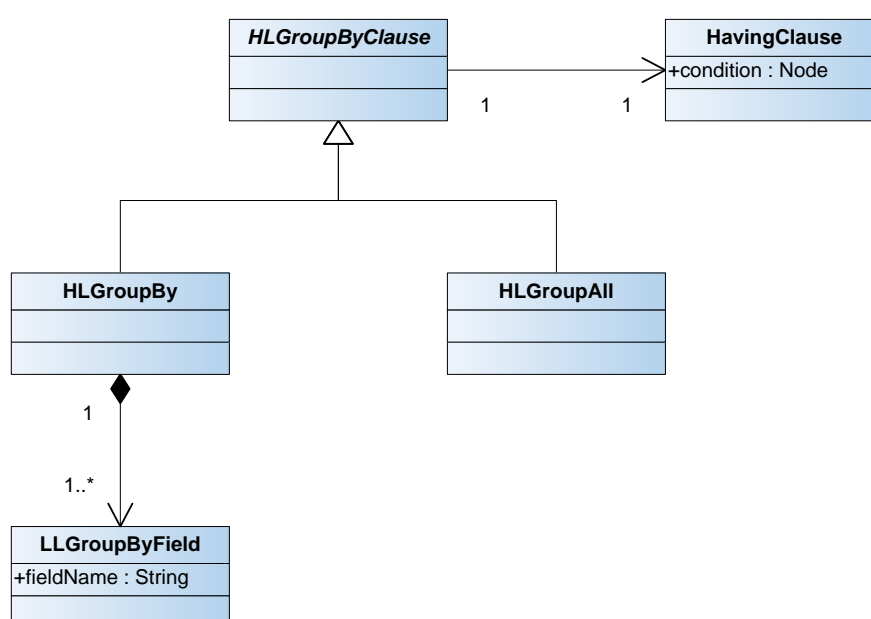 HLGroupByClause
HavingClause
+condition : Node
1
1
HLGroupBy
HLGroupAll
1
1..*
LLGroupByField
+fieldName : String